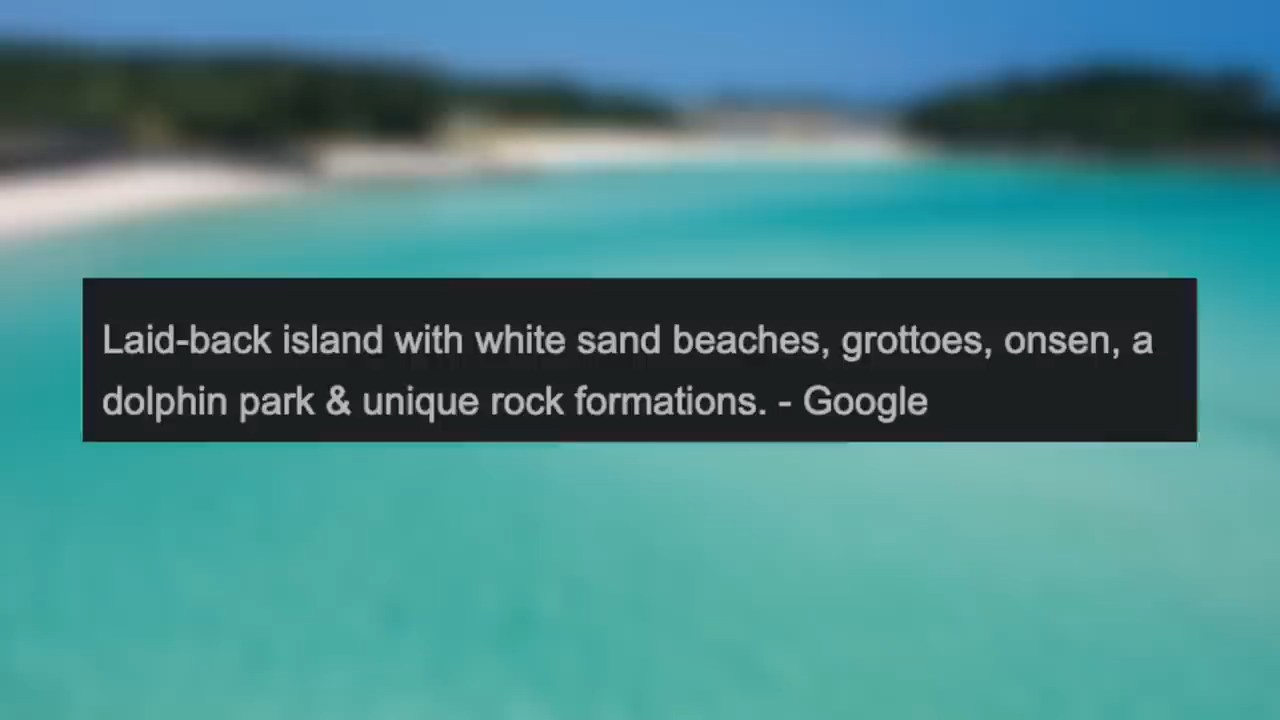 Laid-back island with white sand beaches, grottoes, onsen, a
dolphin park & unique rock formations. - Google